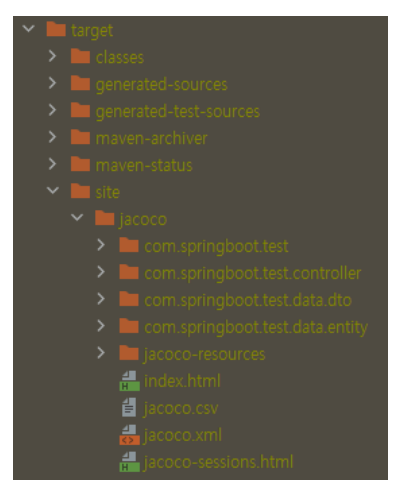 target
classes
generated-sources
generated-test-sources
maven-archiver
maven-status
site
jacoco
com.springboot.test
com.springboot.test.controller
com.springboot.test.data.dto
com.springboot.test.data.entity
jacoco-resources
index.html
jacoco.csv
jacoco.xml
jacoco-sessions.html